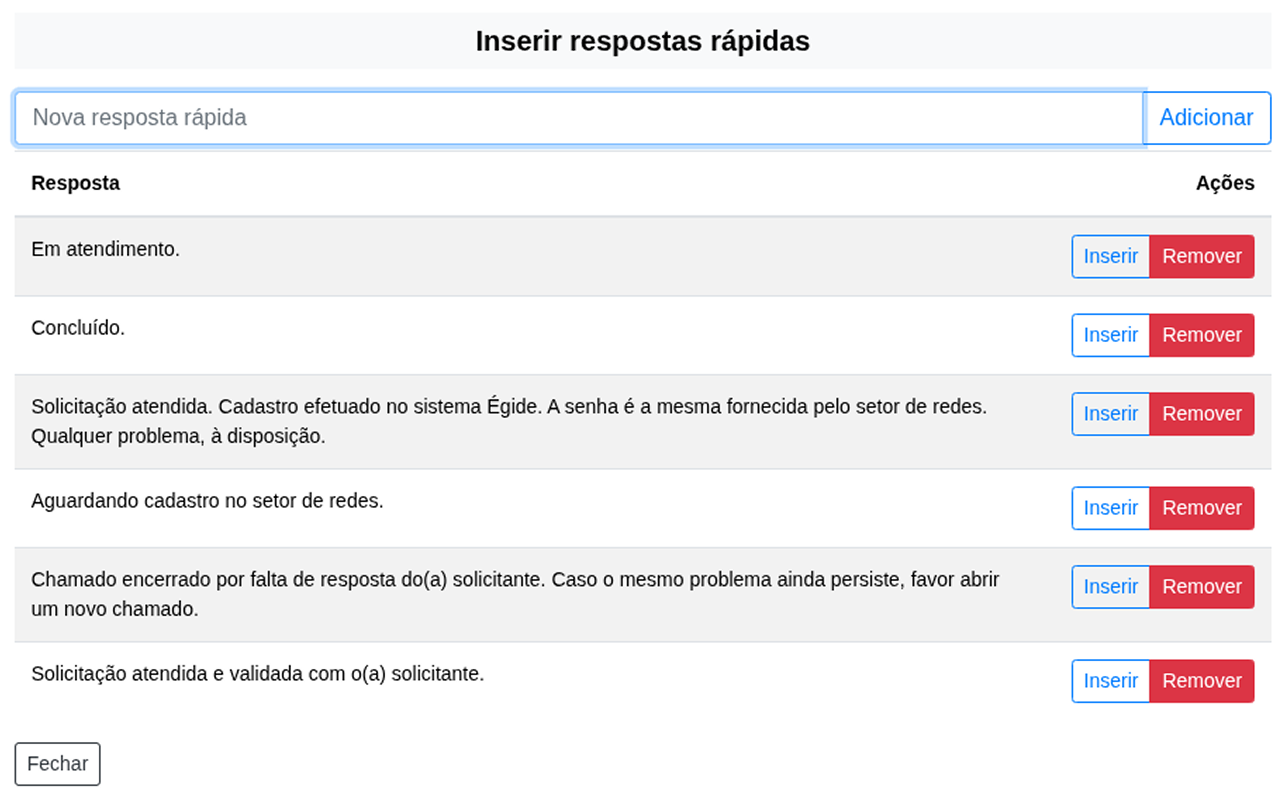 Inserir respostas rápidas
Nova resposta rápida
Adicionar
Resposta
Ações
Em atendimento.
Inserir
Remover
Concluído.
Inserir
Remover
Solicitação atendida. Cadastro efetuado no sistema Égide. A senha é a mesma fornecida pelo setor de redes.
Qualquer problema, à disposição.
Inserir
Remover
Aguardando cadastro no setor de redes.
Inserir
Remover
Chamado encerrado por falta de resposta do(a) solicitante. Caso o mesmo problema ainda persiste, favor abrir
um novo chamado.
Inserir
Remover
Solicitação atendida e validada com o(a) solicitante.
Inserir
Remover
Fechar